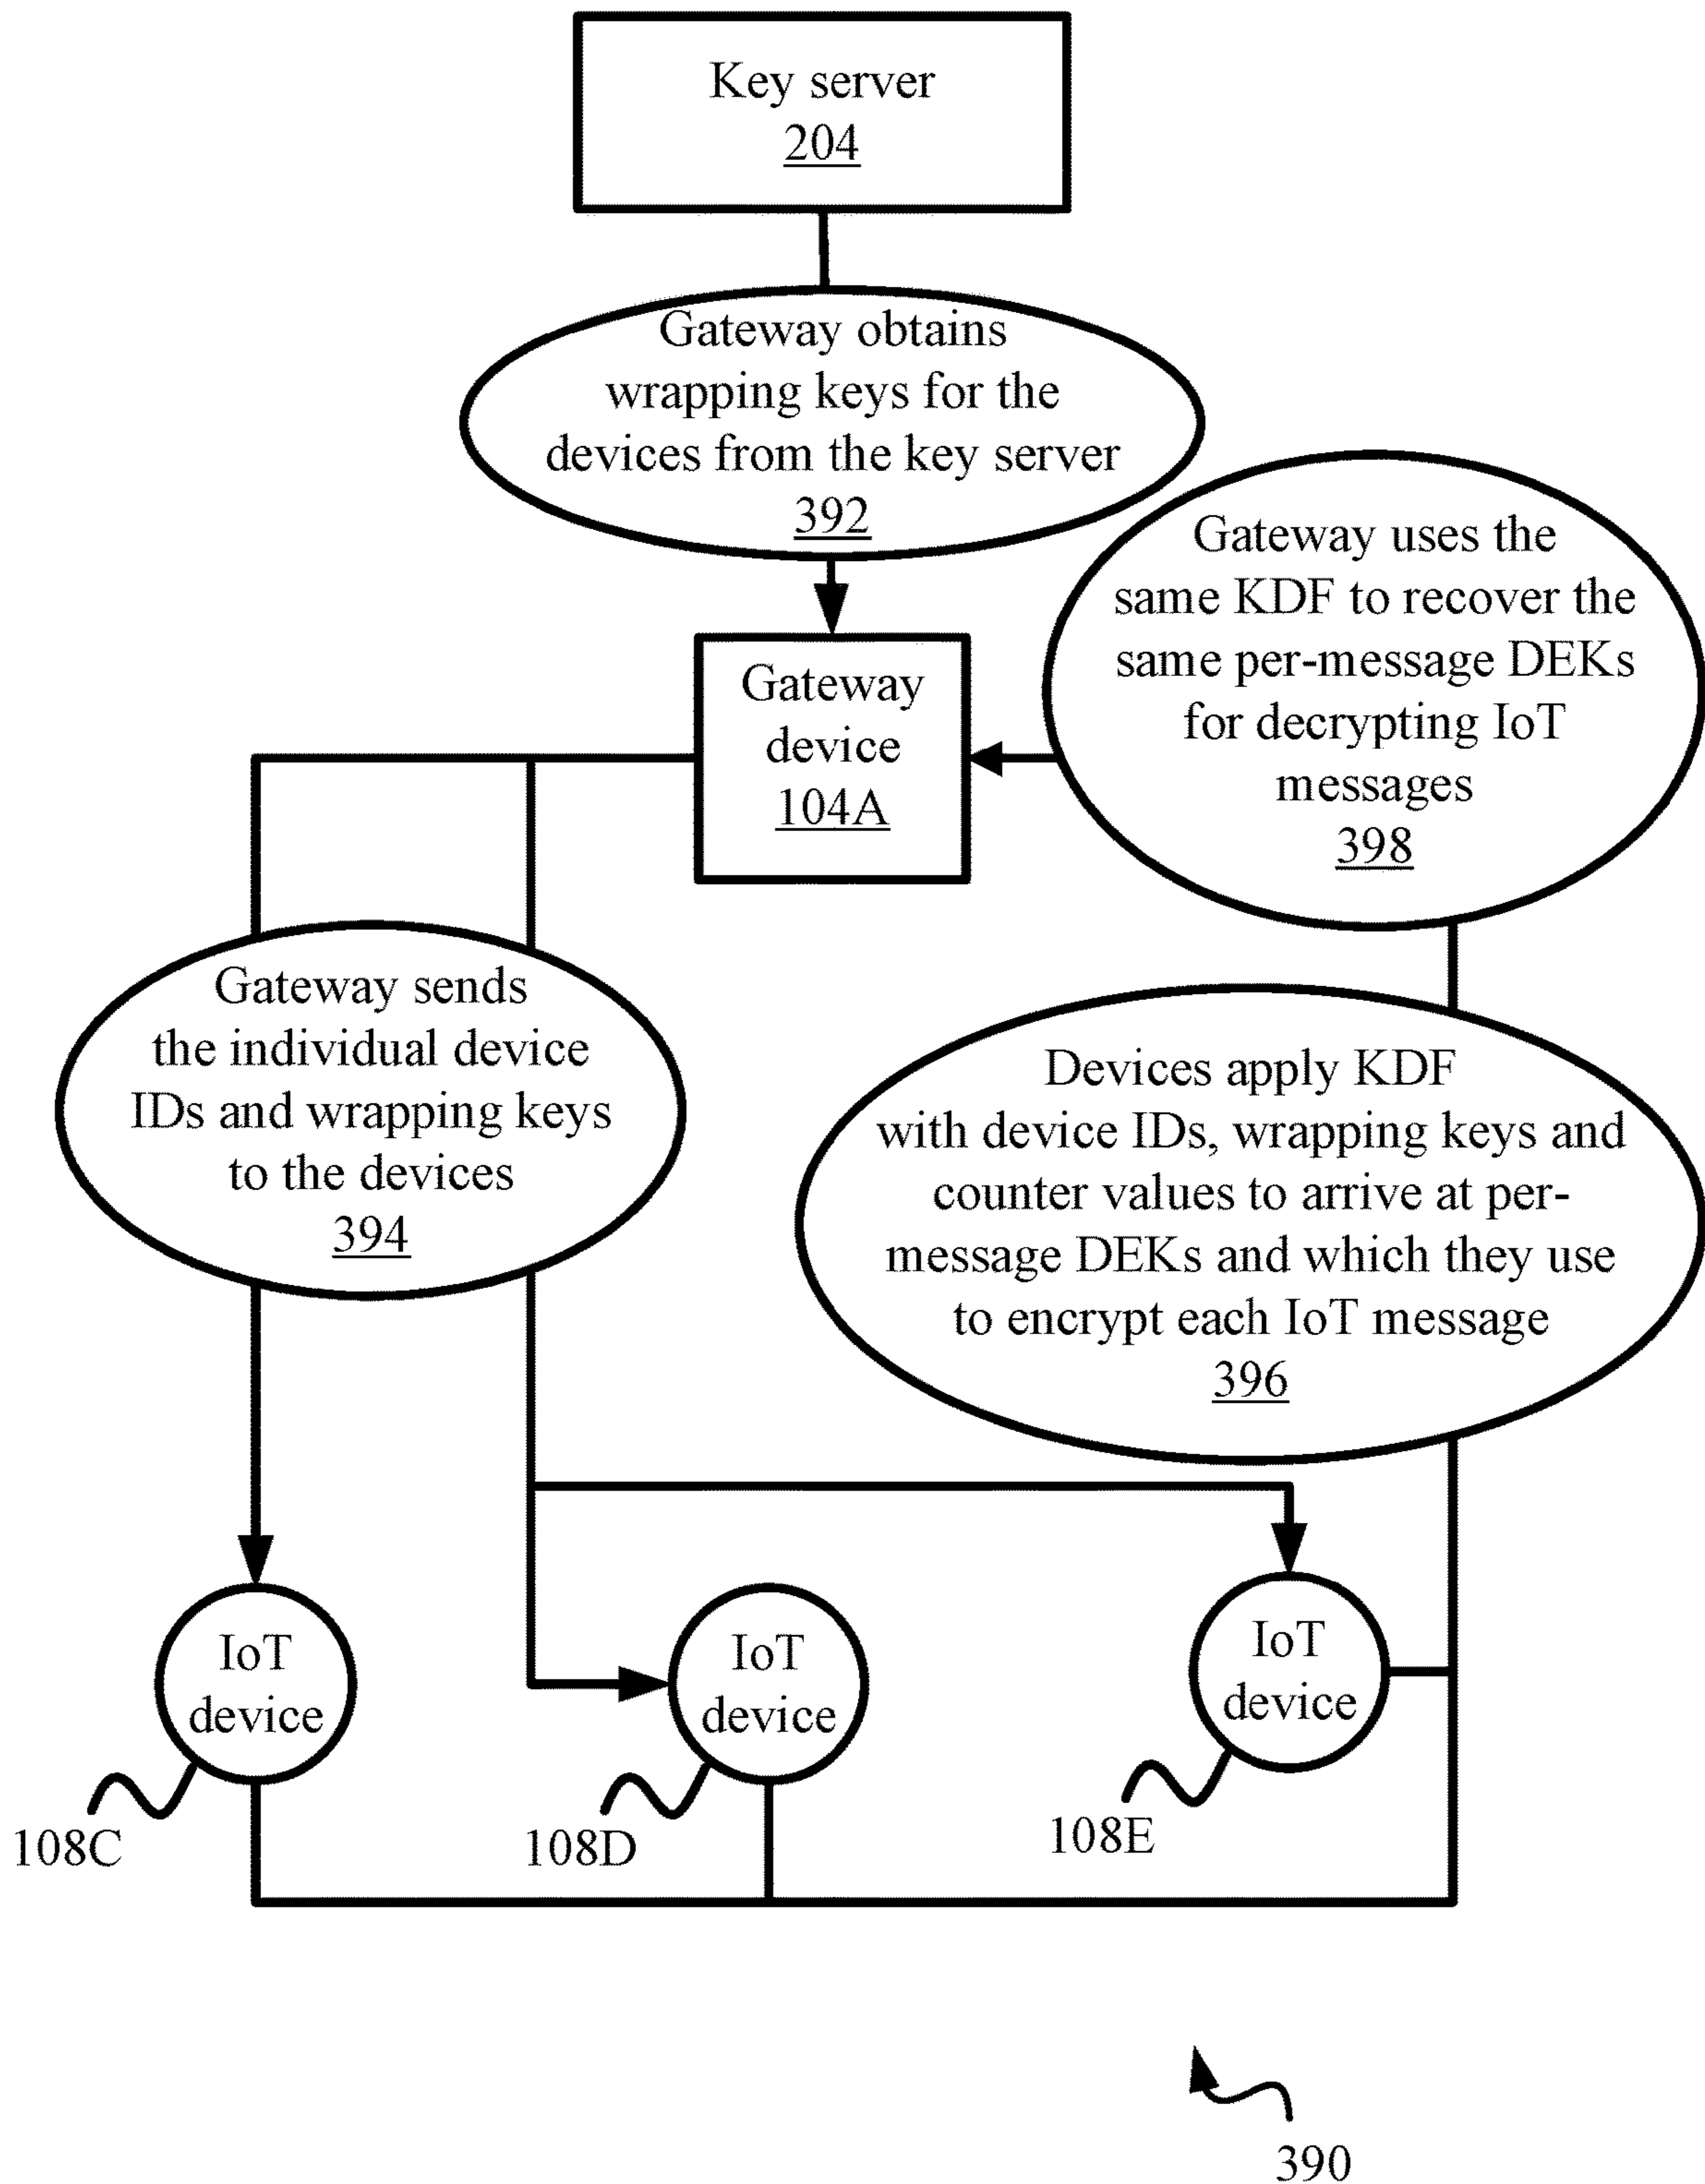 Key server
204
Gateway obtains
wrapping keys for the
devices from the key server
392
Gateway uses the
same KDF to recover the
same per-message DEKs
for decrypting IoT
messages
398
Gateway
device
104A
Gateway sends
the individual device
IDs and wrapping keys
to the devices
394
Devices apply KDF
with device IDs, wrapping keys and
counter values to arrive at per-
message DEKs and which they use
to encrypt each IoT message
396
IoT
device
108C
IoT
device
108D
IoT
device
108E
390